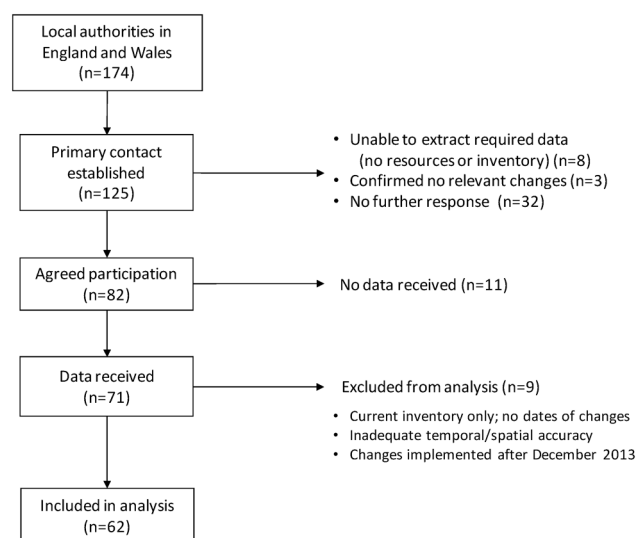 Local authorities in
England and Wales
(n=174)
Primary contact
established
(n=125)
• Unable to extract required data
(no resources or inventory) (n=8)
• Confirmed no relevant changes (n=3)
• No further response (n=32)
Agreed participation
(n=82)
No data received (n=11)
Data received
(n=71)
Excluded from analysis (n=9)
• Current inventory only; no dates of changes
• Inadequate temporal/spatial accuracy
• Changes implemented after December 2013
Included in analysis
(n=62)